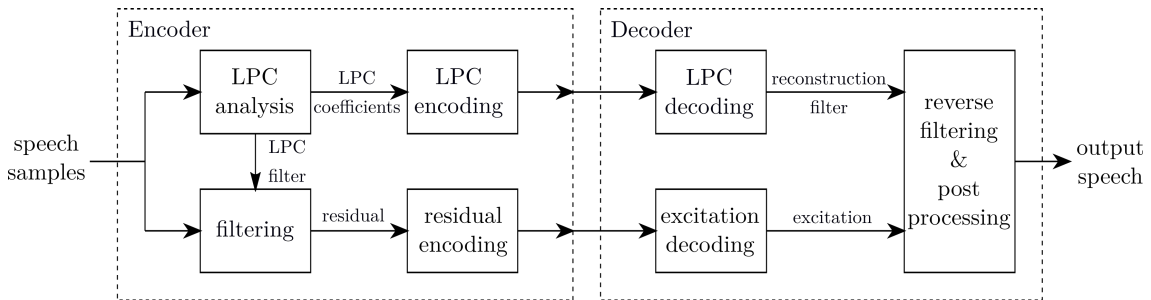 Encoder
Decoder
LPC
analysis
LPC
coefficients
LPC
encoding
LPC
decoding
reconstruction
filter
reverse
filtering
&
post
processing
speech
samples
LPC
filter
output
speech
filtering
residual
residual
encoding
excitation
decoding
excitation